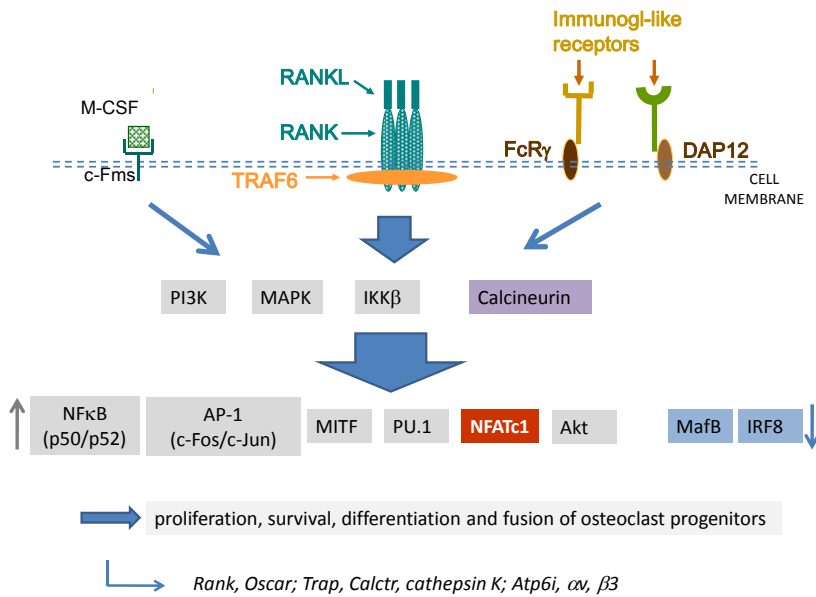 Immunogl-like
receptors
RANKL
M-CSF
RANK
FcRγ
DAP12
c-Fms
TRAF6
CELL
MEMBRANE
PI3K
MAPK
IKKβ
Calcineurin
NFκB
(p50/p52)
AP-1
(c-Fos/c-Jun)
MITF
PU.1
NFATc1
Akt
MafB
IRF8
proliferation, survival, differentiation and fusion of osteoclast progenitors
Rank, Oscar; Trap, Calctr, cathepsin K; Atp6i, αv, β3